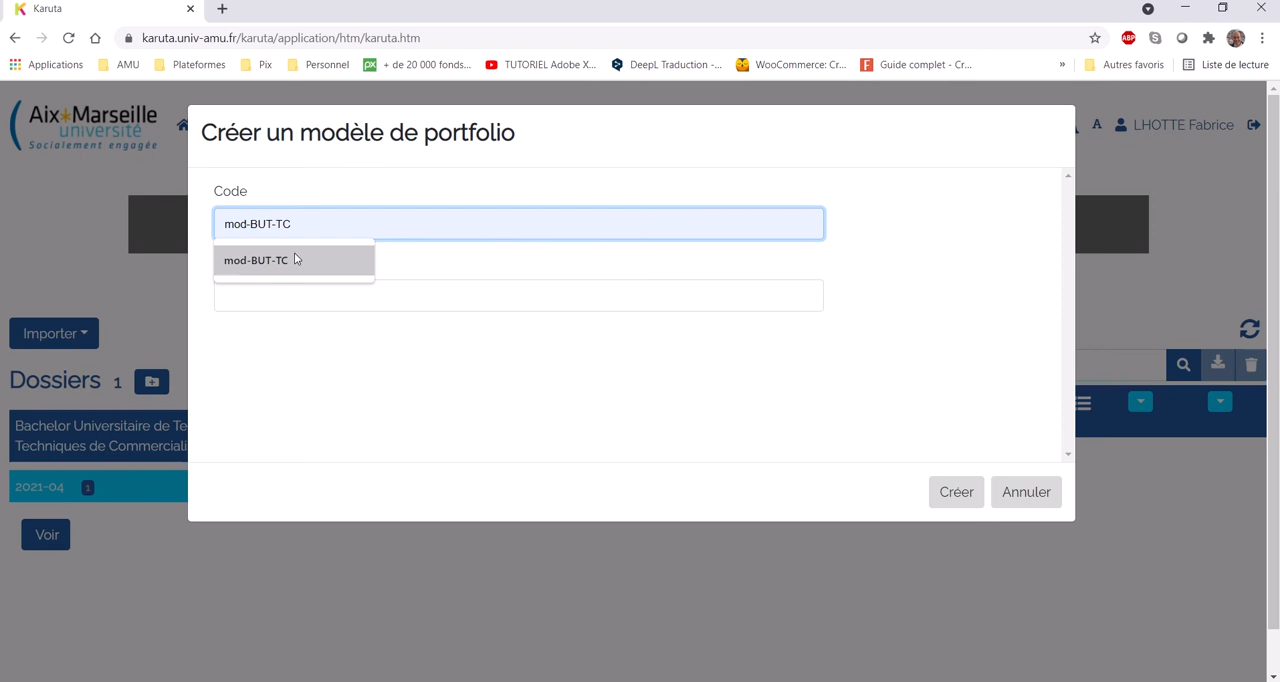 Karuta
karuta.univ-amu.fr/karuta/application/htm/karuta.htm
ABP
Applications AMU Plateformes Pix Personnel px + de 20 000 fonds... TUTORIEL Adobe X... DeepL Traduction -... WooCommerce: Cr... F Guide complet - Cr... » Autres favoris Liste de lecture
Aix*Marseille
université
Socialement engagée
A LHOTTE Fabrice
Créer un modèle de portfolio
Code
mod-BUT-TC
mod-BUT-TC
Importer
Dossiers 1
Bachelor Universitaire de Te
Techniques de Commerciali
2021-04 1
Voir
Créer Annuler